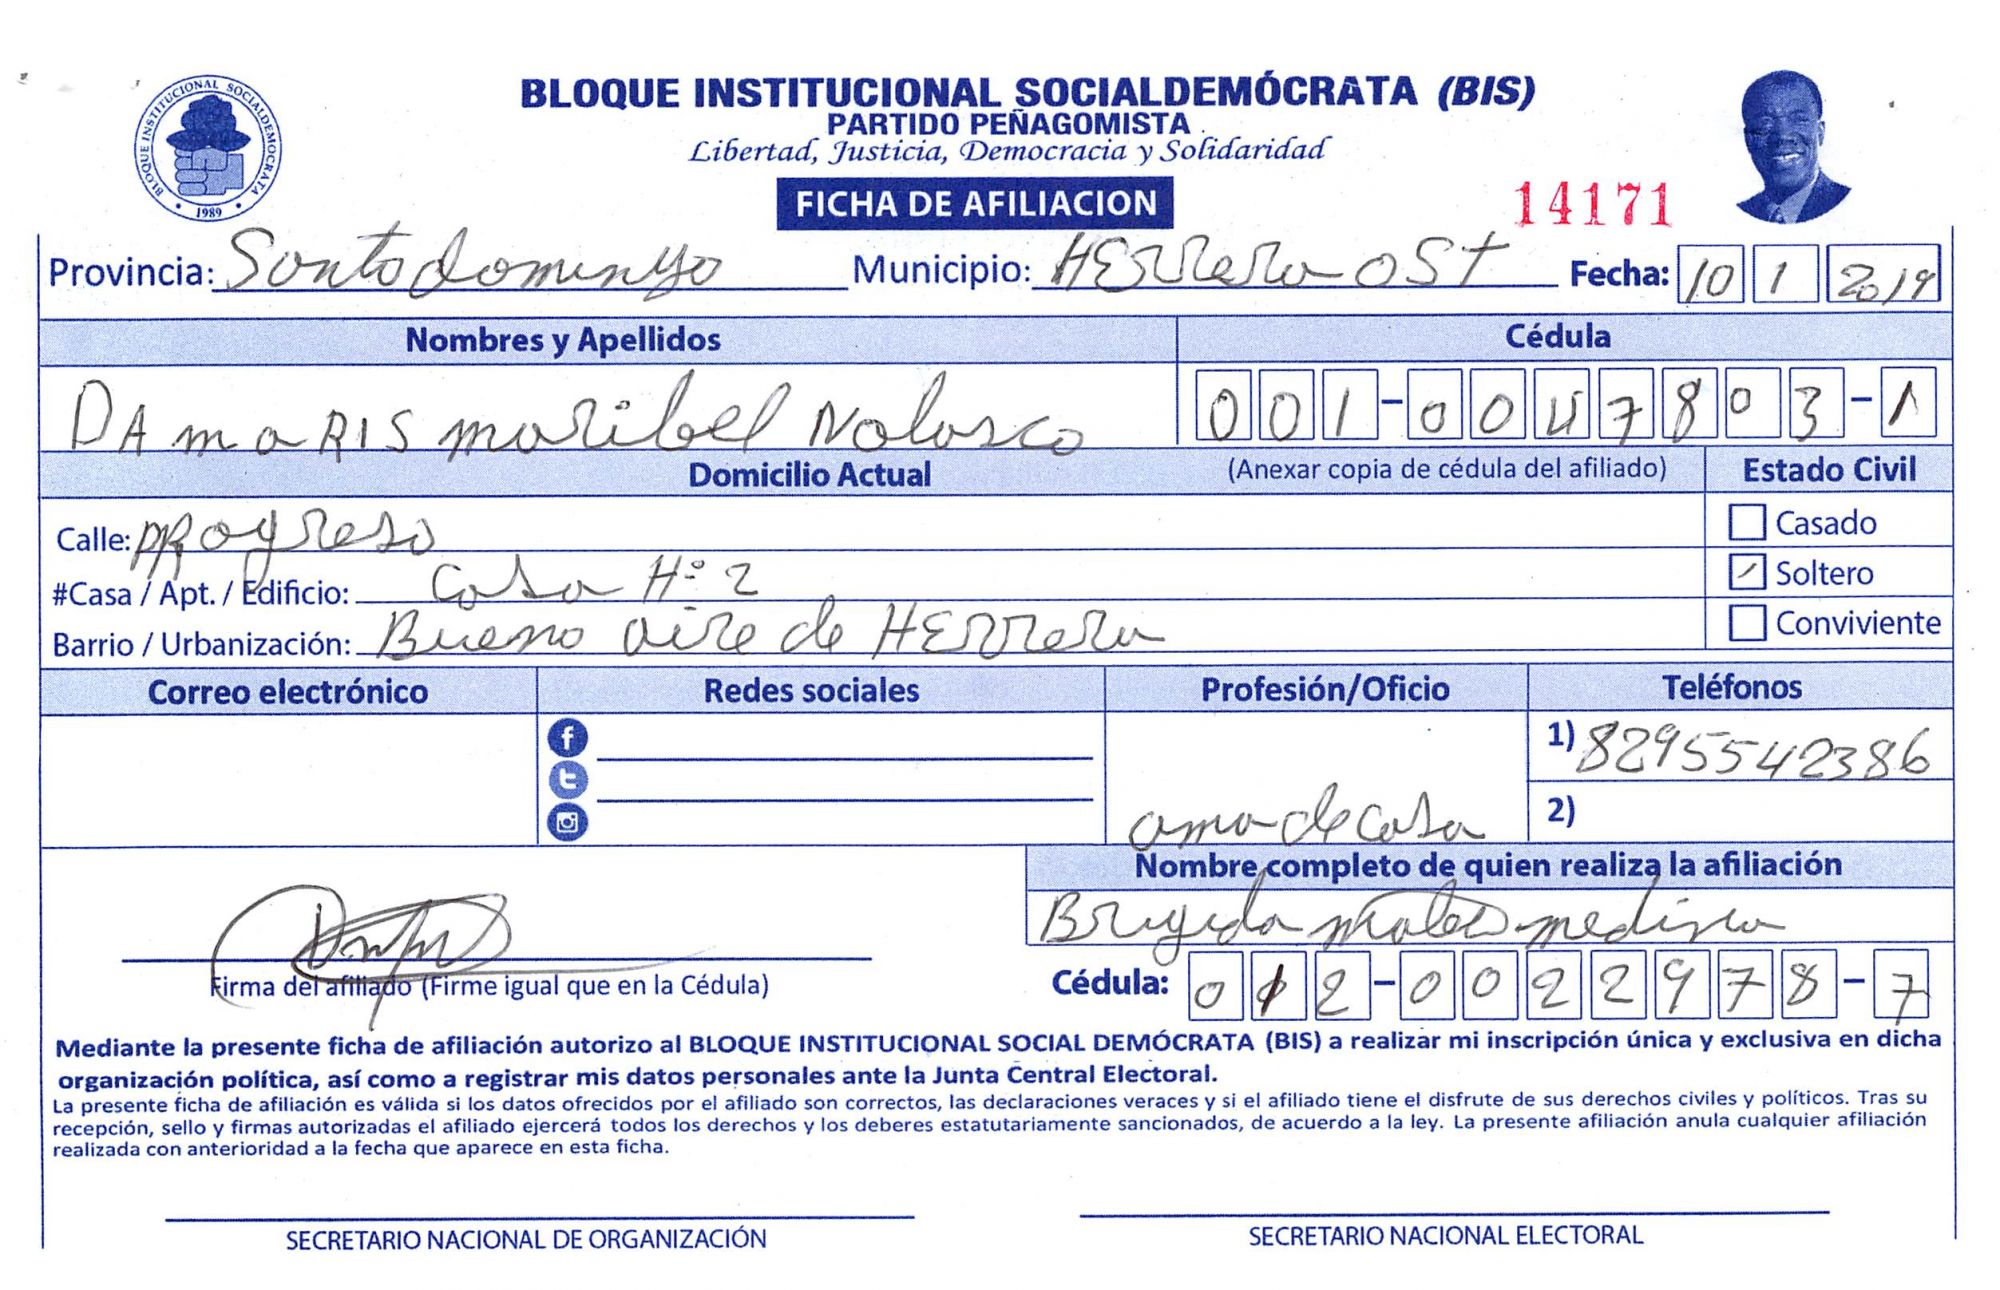 BLOQUE INSTITUCIONAL SOCIALDEMÓCRATA (BIS)
PARTIDO PEÑAGOMISTA
Libertad, Justicia, Democracia y Solidaridad
BLOQUE INSTITUCIONAL SOCIALDEMOCRATA
1989
FICHA DE AFILIACION
14171
Provincia: Santo domingo Municipio: HERRera OST Fecha: 10 1 2019
Nombres y Apellidos Cédula
DAmaRIS maribel Nolasco 001-0047803-1
Domicilio Actual (Anexar copia de cédula del afiliado) Estado Civil
Calle: PRogreso Casado
#Casa / Apt. / Edificio: Casa Hº 2 Soltero
Barrio / Urbanización: Bueno aire de HERRera Conviviente
Correo electrónico Redes sociales Profesión/Oficio Teléfonos
1) 8295542386
ama de casa 2)
Nombre completo de quien realiza la afiliación
Brigida mateo medina
Firma del afiliado (Firme igual que en la Cédula) Cédula: 012-0022978-7
Mediante la presente ficha de afiliación autorizo al BLOQUE INSTITUCIONAL SOCIAL DEMÓCRATA (BIS) a realizar mi inscripción única y exclusiva en dicha
organización política, así como a registrar mis datos personales ante la Junta Central Electoral.
La presente ficha de afiliación es válida si los datos ofrecidos por el afiliado son correctos, las declaraciones veraces y si el afiliado tiene el disfrute de sus derechos civiles y políticos. Tras su
recepción, sello y firmas autorizadas el afiliado ejercerá todos los derechos y los deberes estatutariamente sancionados, de acuerdo a la ley. La presente afiliación anula cualquier afiliación
realizada con anterioridad a la fecha que aparece en esta ficha.
SECRETARIO NACIONAL DE ORGANIZACIÓN SECRETARIO NACIONAL ELECTORAL